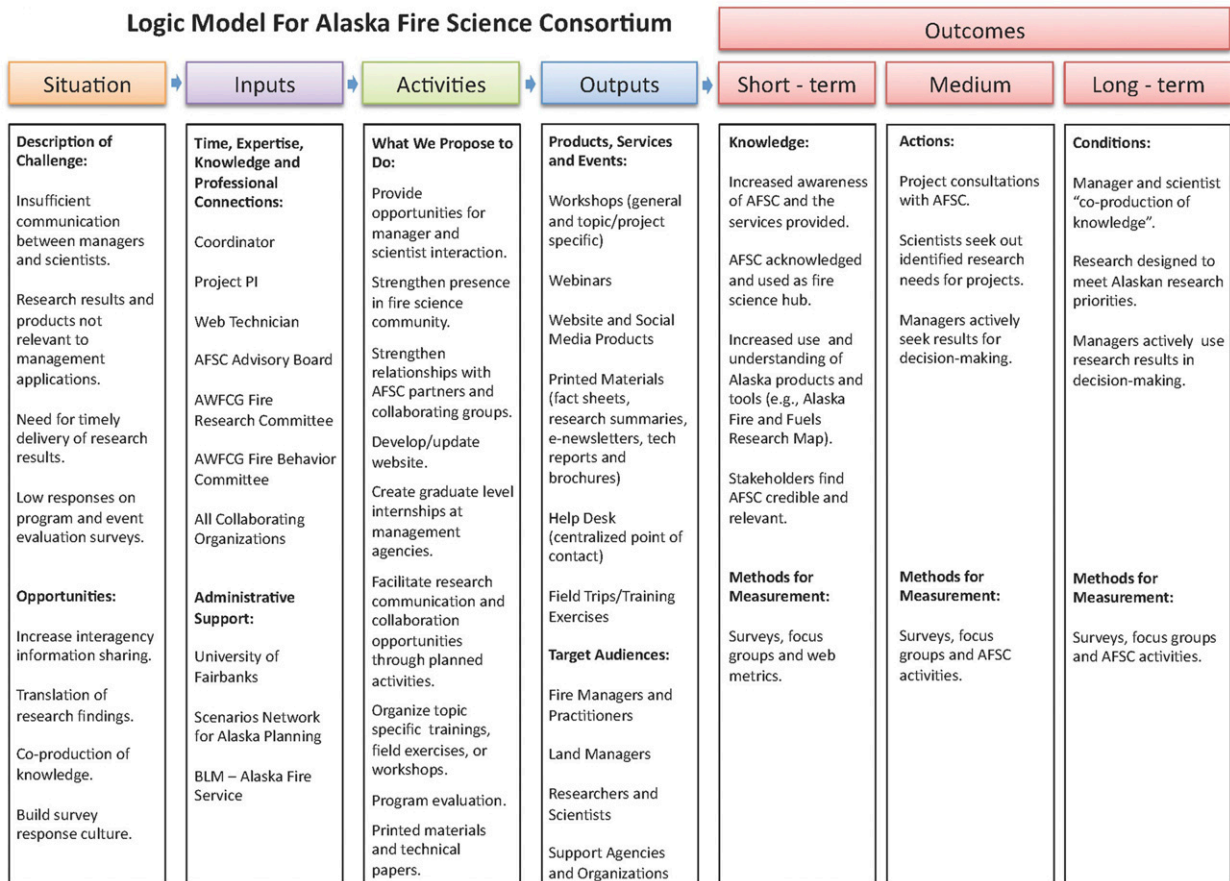 Logic Model For Alaska Fire Science Consortium
Outcomes
Situation
Inputs
Activities
Outputs
Short - term
Medium
Long - term
Description of
Challenge:
Insufficient
communication
between managers
and scientists.
Research results and
products not
relevant to
management
applications.
Need for timely
delivery of research
results.
Low responses on
program and event
evaluation surveys.
Opportunities:
Increase interagency
information sharing.
Translation of
research findings.
Co-production of
knowledge.
Build survey
response culture.
Time, Expertise,
Knowledge and
Professional
Connections:
Coordinator
Project PI
Web Technician
AFSC Advisory Board
AWFCG Fire
Research Committee
AWFCG Fire Behavior
Committee
All Collaborating
Organizations
Administrative
Support:
University of
Fairbanks
Scenarios Network
for Alaska Planning
BLM – Alaska Fire
Service
What We Propose to
Do:
Provide
opportunities for
manager and
scientist interaction.
Strengthen presence
in fire science
community.
Strengthen
relationships with
AFSC partners and
collaborating groups.
Develop/update
website.
Create graduate level
internships at
management
agencies.
Facilitate research
communication and
collaboration
opportunities
through planned
activities.
Organize topic
specific trainings,
field exercises, or
workshops.
Program evaluation.
Printed materials
and technical
papers.
Products, Services
and Events:
Workshops (general
and topic/project
specific)
Webinars
Website and Social
Media Products
Printed Materials
(fact sheets,
research summaries,
e-newsletters, tech
reports and
brochures)
Help Desk
(centralized point of
contact)
Field Trips/Training
Exercises
Target Audiences:
Fire Managers and
Practitioners
Land Managers
Researchers and
Scientists
Support Agencies
and Organizations
Knowledge:
Increased awareness
of AFSC and the
services provided.
AFSC acknowledged
and used as fire
science hub.
Increased use and
understanding of
Alaska products and
tools (e.g., Alaska
Fire and Fuels
Research Map).
Stakeholders find
AFSC credible and
relevant.
Methods for
Measurement:
Surveys, focus
groups and web
metrics.
Actions:
Project consultations
with AFSC.
Scientists seek out
identified research
needs for projects.
Managers actively
seek results for
decision-making.
Methods for
Measurement:
Surveys, focus
groups and AFSC
activities.
Conditions:
Manager and scientist
“co-production of
knowledge”.
Research designed to
meet Alaskan research
priorities.
Managers actively use
research results in
decision-making.
Methods for
Measurement:
Surveys, focus groups
and AFSC activities.